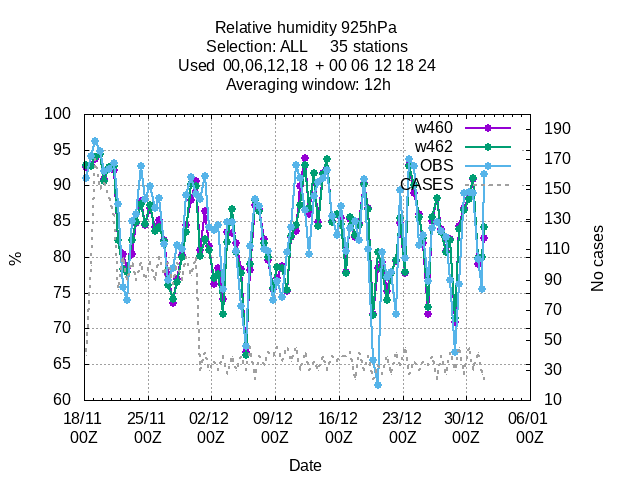 Relative humidity 925hPa
Selection: ALL 35 stations
Used 00,06,12,18 + 00 06 12 18 24
Averaging window: 12h
100
95
90
85
80
75
70
65
60
%
190
170
150
130
110
90
70
50
30
10
No cases
w460
w462
OBS
CASES
18/11 25/11 02/12 09/12 16/12 23/12 30/12 06/01
00Z 00Z 00Z 00Z 00Z 00Z 00Z 00Z
Date